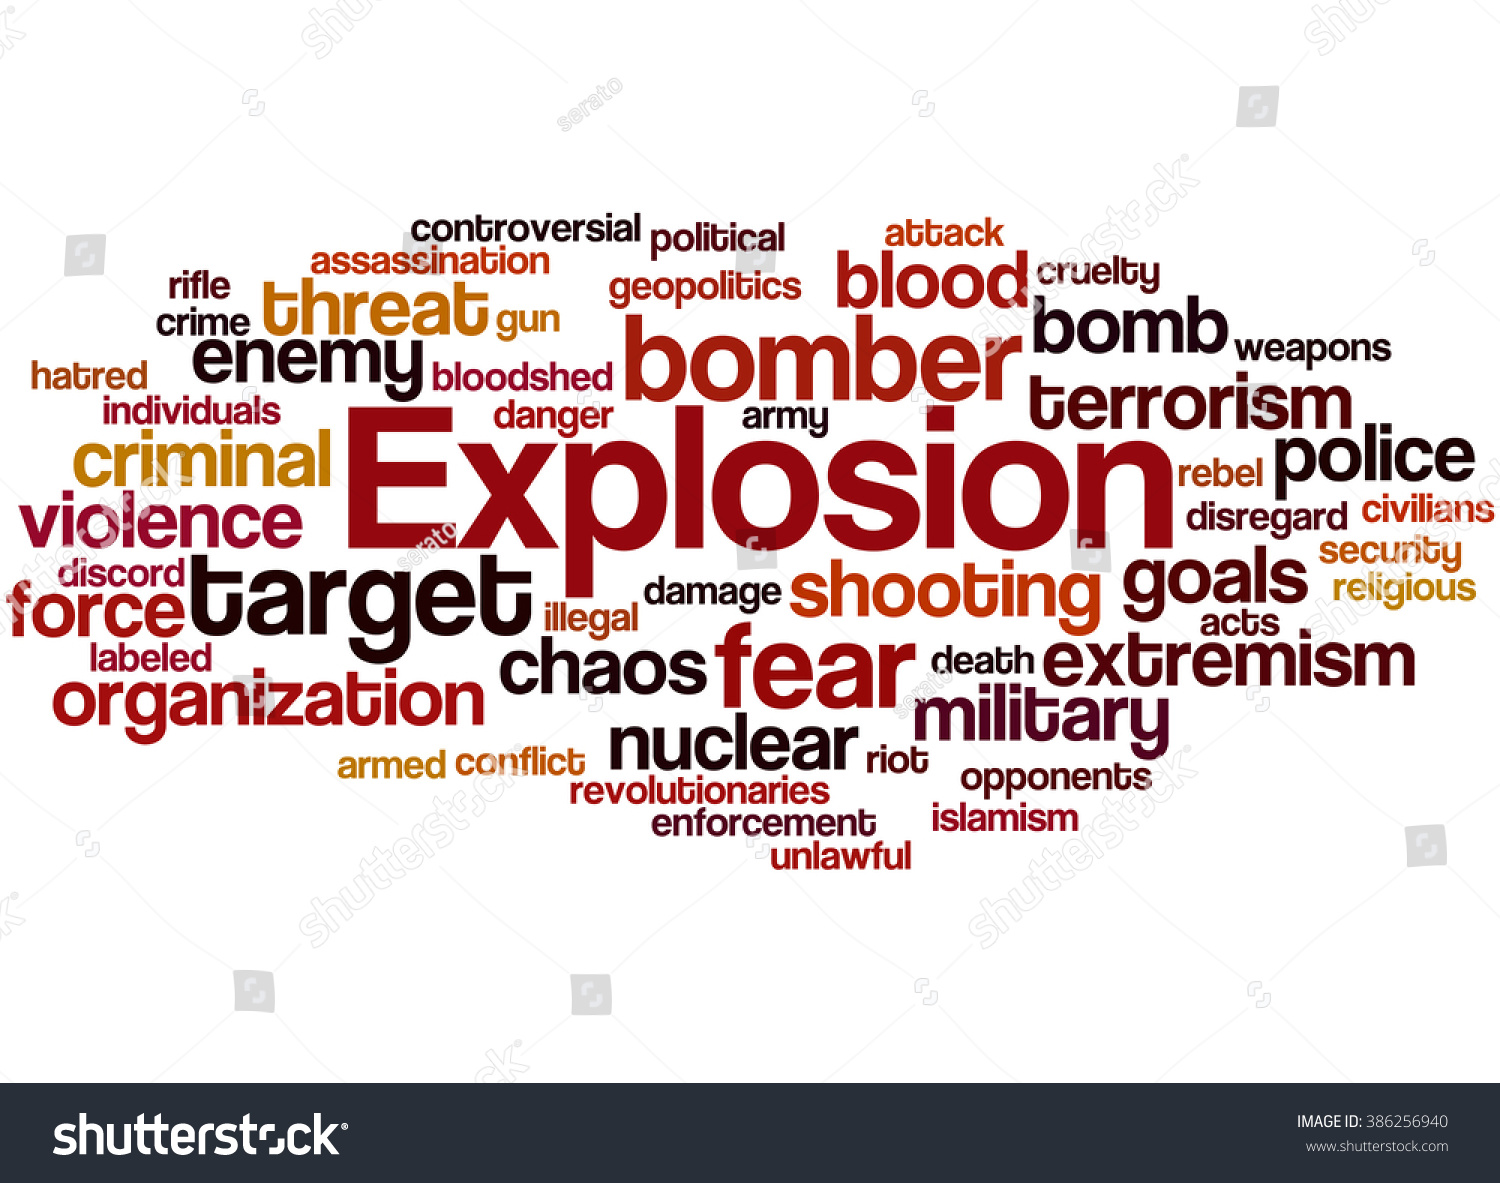 controversial
political
attack
assassination
rifle
threat
gun
geopolitics
blood
cruelty
crime
enemy
bomber
bomb
weapons
hatred
bloodshed
individuals
danger
army
terrorism
criminal
Explosion
rebel
police
violence
disregard
civilians
security
discord
force
target
illegal
damage
shooting
goals
religious
acts
labeled
organization
chaos
fear
death
extremism
military
nuclear
riot
armed
conflict
opponents
revolutionaries
enforcement
islamism
unlawful
serato
serato
shutterstock
IMAGE ID: 386256940
www.shutterstock.com